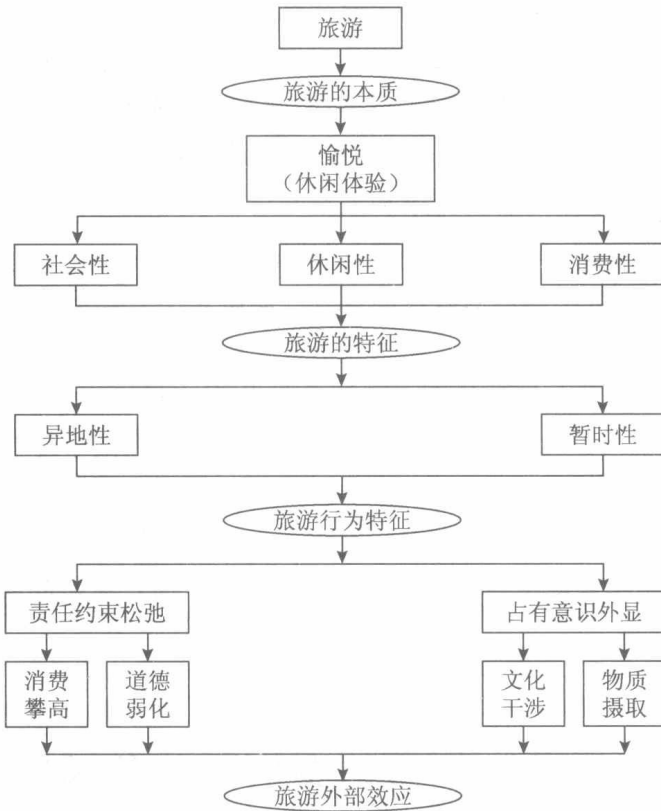 旅游
旅游的本质
愉悦
（休闲体验）
社会性
休闲性
消费性
旅游的特征
异地性
暂时性
旅游行为特征
责任约束松弛
占有意识外显
消费
攀高
道德
弱化
文化
干涉
物质
摄取
旅游外部效应